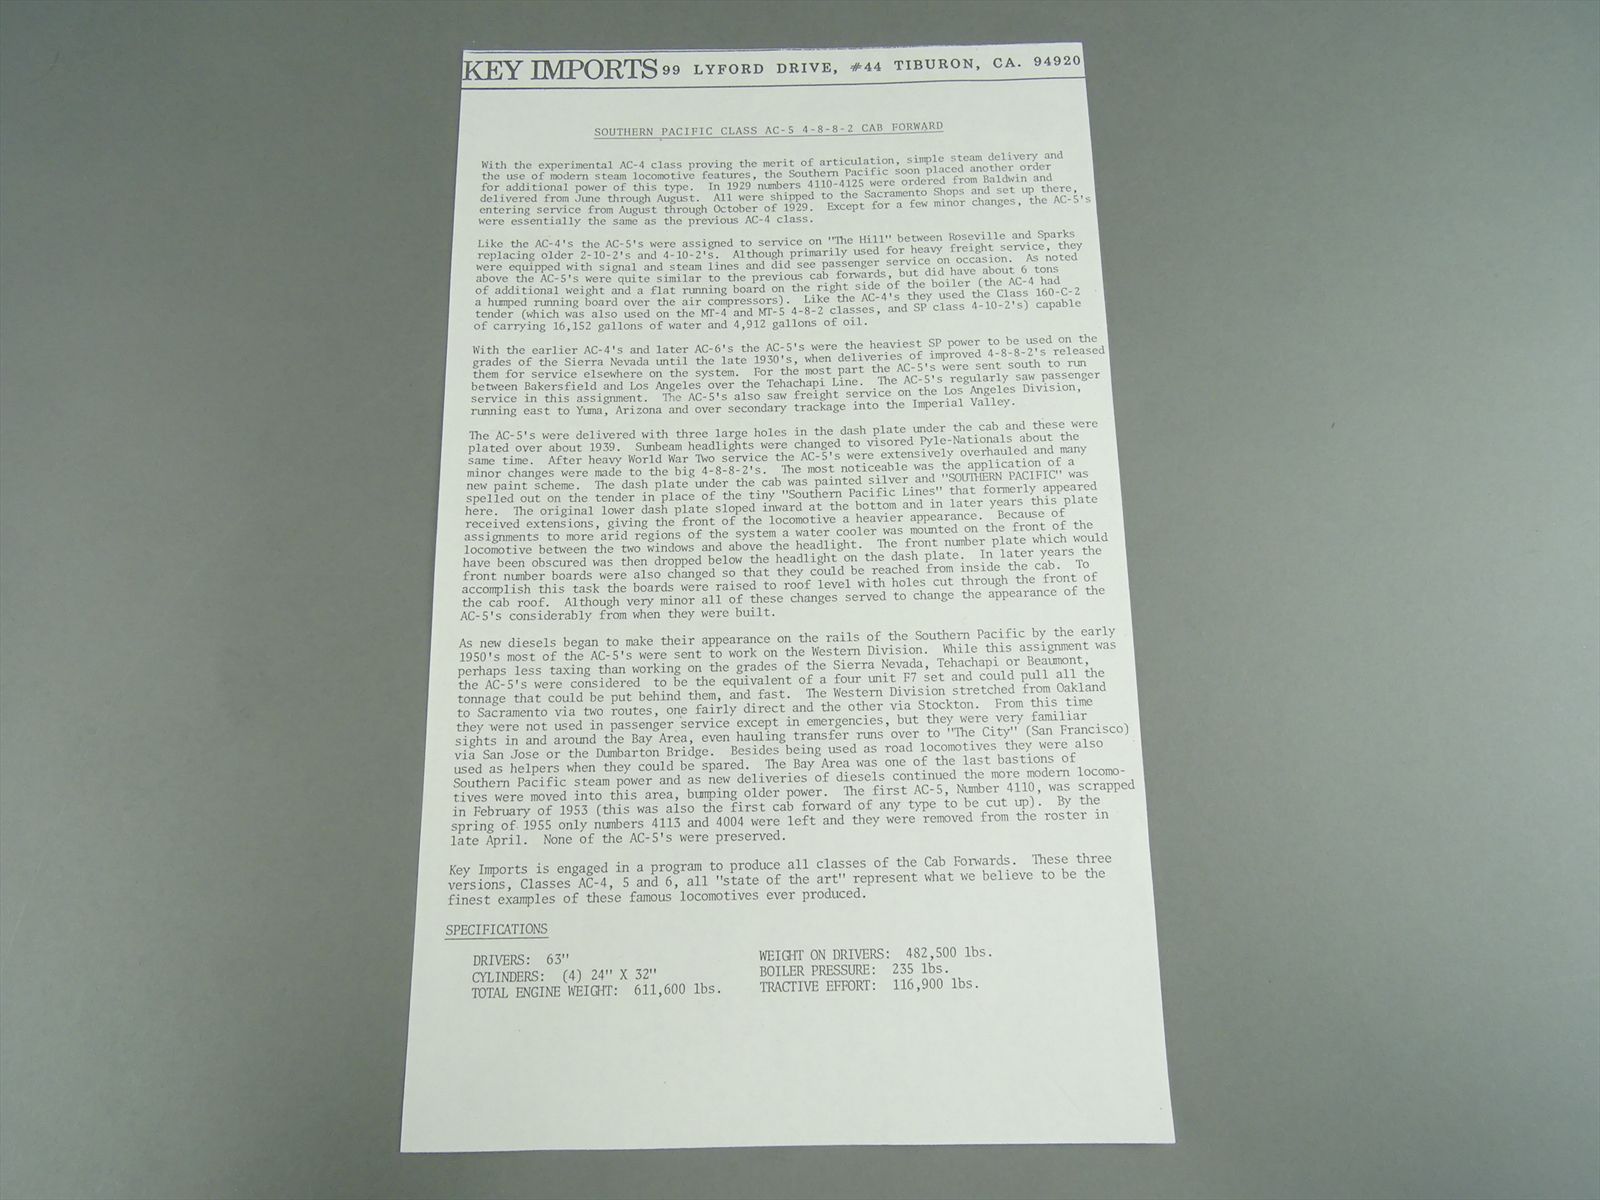 KEY IMPORTS 99 LYFORD DRIVE, #44 TIBURON, CA. 94920
SOUTHERN PACIFIC CLASS AC-5 4-8-8-2 CAB FORWARD
With the experimental AC-4 class proving the merit of articulation, simple steam delivery and
the use of modern steam locomotive features, the Southern Pacific soon placed another order
for additional power of this type. In 1929 numbers 4110-4125 were ordered from Baldwin and
delivered from June through August. All were shipped to the Sacramento Shops and set up there,
entering service from August through October of 1929. Except for a few minor changes, the AC-5's
were essentially the same as the previous AC-4 class.
Like the AC-4's the AC-5's were assigned to service on "The Hill" between Roseville and Sparks
replacing older 2-10-2's and 4-10-2's. Although primarily used for heavy freight service, they
were equipped with signal and steam lines and did see passenger service on occasion. As noted
above the AC-5's were quite similar to the previous cab forwards, but did have about 6 tons
of additional weight and a flat running board on the right side of the boiler (the AC-4 had
a humped running board over the air compressors). Like the AC-4's they used the Class 160-C-2
tender (which was also used on the MT-4 and MT-5 4-8-2 classes, and SP class 4-10-2's) capable
of carrying 16,152 gallons of water and 4,912 gallons of oil.
With the earlier AC-4's and later AC-6's the AC-5's were the heaviest SP power to be used on the
grades of the Sierra Nevada until the late 1930's, when deliveries of improved 4-8-8-2's released
them for service elsewhere on the system. For the most part the AC-5's were sent south to run
between Bakersfield and Los Angeles over the Tehachapi Line. The AC-5's regularly saw passenger
service in this assignment. The AC-5's also saw freight service on the Los Angeles Division,
running east to Yuma, Arizona and over secondary trackage into the Imperial Valley.
The AC-5's were delivered with three large holes in the dash plate under the cab and these were
plated over about 1939. Sunbeam headlights were changed to visored Pyle-Nationals about the
same time. After heavy World War Two service the AC-5's were extensively overhauled and many
minor changes were made to the big 4-8-8-2's. The most noticeable was the application of a
new paint scheme. The dash plate under the cab was painted silver and "SOUTHERN PACIFIC" was
spelled out on the tender in place of the tiny "Southern Pacific Lines" that formerly appeared
here. The original lower dash plate sloped inward at the bottom and in later years this plate
received extensions, giving the front of the locomotive a heavier appearance. Because of
assignments to more arid regions of the system a water cooler was mounted on the front of the
locomotive between the two windows and above the headlight. The front number plate which would
have been obscured was then dropped below the headlight on the dash plate. In later years the
front number boards were also changed so that they could be reached from inside the cab. To
accomplish this task the boards were raised to roof level with holes cut through the front of
the cab roof. Although very minor all of these changes served to change the appearance of the
AC-5's considerably from when they were built.
As new diesels began to make their appearance on the rails of the Southern Pacific by the early
1950's most of the AC-5's were sent to work on the Western Division. While this assignment was
perhaps less taxing than working on the grades of the Sierra Nevada, Tehachapi or Beaumont,
the AC-5's were considered to be the equivalent of a four unit F7 set and could pull all the
tonnage that could be put behind them, and fast. The Western Division stretched from Oakland
to Sacramento via two routes, one fairly direct and the other via Stockton. From this time
they were not used in passenger service except in emergencies, but they were very familiar
sights in and around the Bay Area, even hauling transfer runs over to "The City" (San Francisco)
via San Jose or the Dumbarton Bridge. Besides being used as road locomotives they were also
used as helpers when they could be spared. The Bay Area was one of the last bastions of
Southern Pacific steam power and as new deliveries of diesels continued the more modern locomo-
tives were moved into this area, bumping older power. The first AC-5, Number 4110, was scrapped
in February of 1953 (this was also the first cab forward of any type to be cut up). By the
spring of 1955 only numbers 4113 and 4004 were left and they were removed from the roster in
late April. None of the AC-5's were preserved.
Key Imports is engaged in a program to produce all classes of the Cab Forwards. These three
versions, Classes AC-4, 5 and 6, all "state of the art" represent what we believe to be the
finest examples of these famous locomotives ever produced.
SPECIFICATIONS
DRIVERS: 63" WEIGHT ON DRIVERS: 482,500 lbs.
CYLINDERS: (4) 24" X 32" BOILER PRESSURE: 235 lbs.
TOTAL ENGINE WEIGHT: 611,600 lbs. TRACTIVE EFFORT: 116,900 lbs.